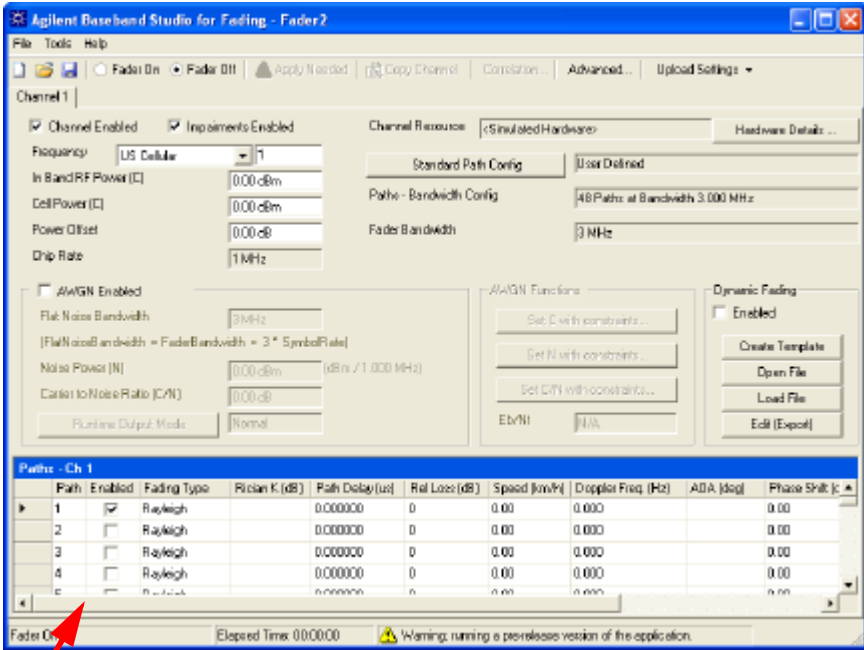 Agilent Baseband Studio for Fading - Fader2
File Tools Help
Fader On Fader Off Apply Needed Copy Channel Correlation... Advanced... Upload Settings
Channel 1
Channel Enabled Impairments Enabled Channel Resource <Simulated Hardware> Hardware Details ...
Frequency US Cellular 1 Standard Path Config User Defined
In Band RF Power (C) 0.00 dBm
Cell Power (C) 0.00 dBm Paths - Bandwidth Config 48 Paths at Bandwidth 3.000 MHz
Power Offset 0.00 dB Fader Bandwidth 3 MHz
Chip Rate 1 MHz
AWGN Enabled AWGN Functions Dynamic Fading
Flat Noise Bandwidth 3 MHz Set C with constraints... Enabled
(FlatNoiseBandwidth = FaderBandwidth = 3 * SymbolRate) Set N with constraints... Create Template
Noise Power (N) 0.00 dBm (dBm / 1.000 MHz) Open File
Carrier to Noise Ratio (C/N) 0.00 dB Set C/N with constraints... Load File
Runtime Output Mode Normal Eb/Nt N/A Edit (Export)
Paths - Ch 1
Path Enabled Fading Type Rician K (dB) Path Delay (us) Rel Loss (dB) Speed (km/h) Doppler Freq. (Hz) AOA (deg) Phase Shift (c
1 Rayleigh 0.000000 0 0.00 0.000 0.00
2 Rayleigh 0.000000 0 0.00 0.000 0.00
3 Rayleigh 0.000000 0 0.00 0.000 0.00
4 Rayleigh 0.000000 0 0.00 0.000 0.00
Fader Elapsed Time: 00:00:00 Warning: running a pre-release version of the application.